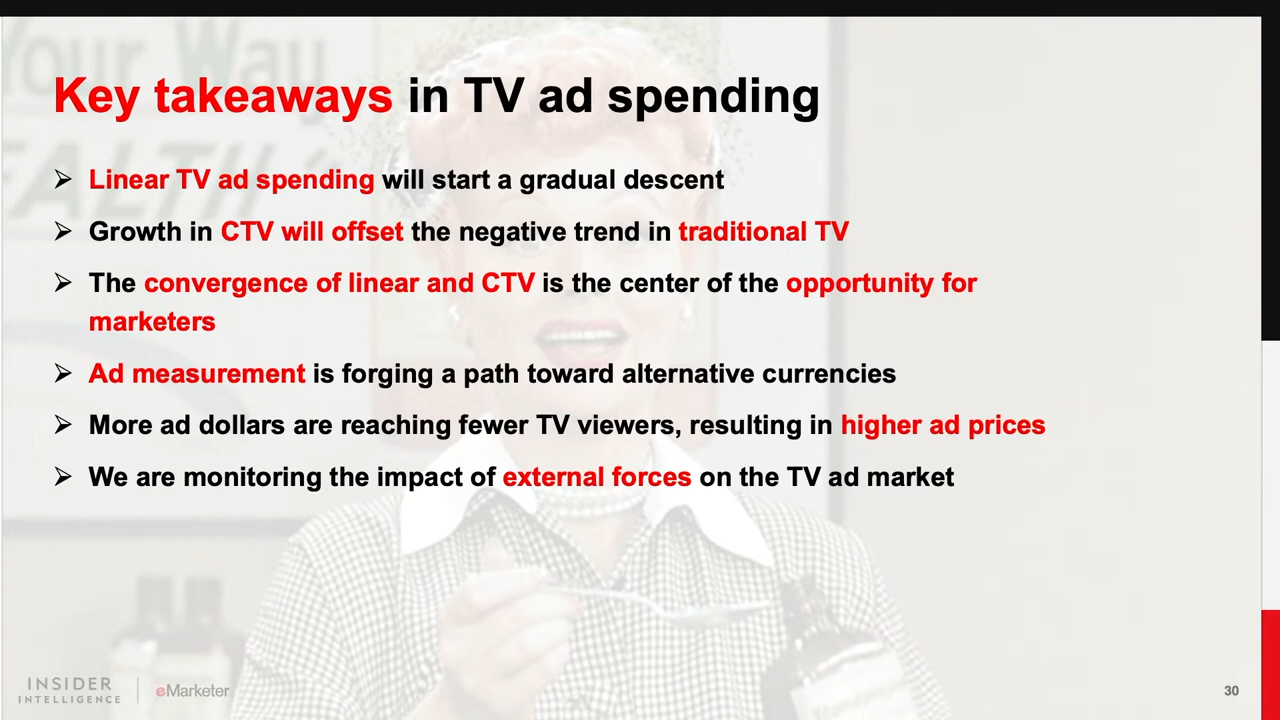 Your Way
Key takeaways in TV ad spending
➢ Linear TV ad spending will start a gradual descent
➢ Growth in CTV will offset the negative trend in traditional TV
➢ The convergence of linear and CTV is the center of the opportunity for
marketers
➢ Ad measurement is forging a path toward alternative currencies
➢ More ad dollars are reaching fewer TV viewers, resulting in higher ad prices
➢ We are monitoring the impact of external forces on the TV ad market
INSIDER
INTELLIGENCE
eMarketer
30